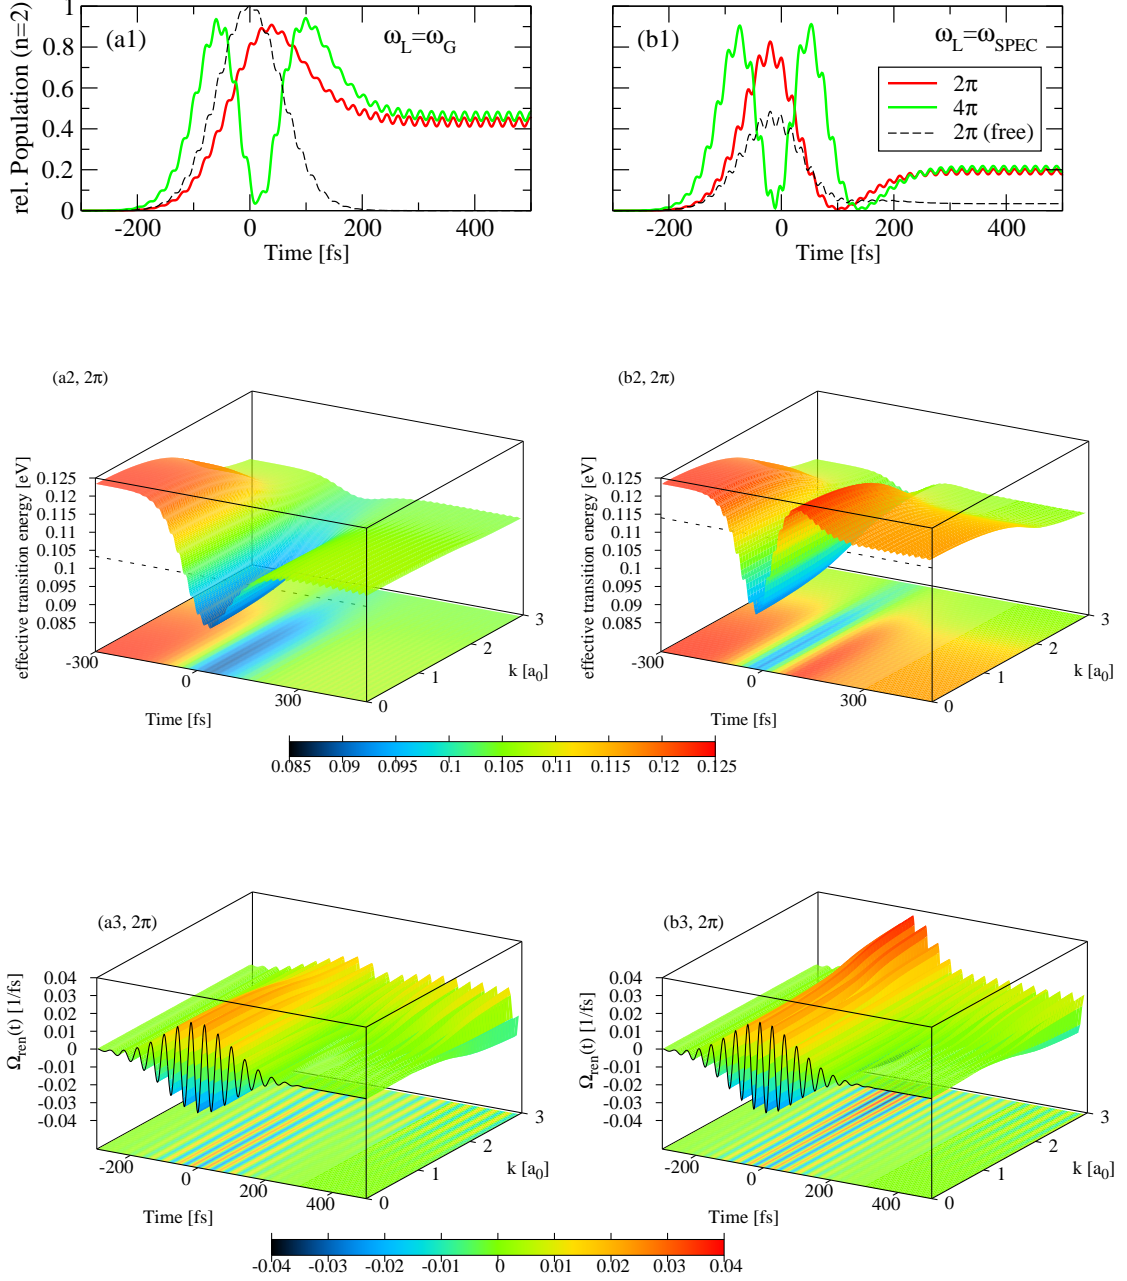 (a1)
ω_L=ω_G
rel. Population (n=2)
1
0.8
0.6
0.4
0.2
0
-200
0
200
400
Time [fs]
(b1)
ω_L=ω_SPEC
2π
4π
2π (free)
-200
0
200
400
Time [fs]
(a2, 2π)
effective transition energy [eV]
0.125
0.12
0.115
0.11
0.105
0.1
0.095
0.09
0.085
-300
0
300
Time [fs]
0
1
2
3
k [a_0]
(b2, 2π)
effective transition energy [eV]
0.125
0.12
0.115
0.11
0.105
0.1
0.095
0.09
0.085
-300
0
300
Time [fs]
0
1
2
3
k [a_0]
0.085 0.09 0.095 0.1 0.105 0.11 0.115 0.12 0.125
(a3, 2π)
Ω_ren(t) [1/fs]
0.04
0.03
0.02
0.01
0
-0.01
-0.02
-0.03
-0.04
-200
0
200
400
Time [fs]
0
1
2
3
k [a_0]
(b3, 2π)
Ω_ren(t) [1/fs]
0.04
0.03
0.02
0.01
0
-0.01
-0.02
-0.03
-0.04
-200
0
200
400
Time [fs]
0
1
2
3
k [a_0]
-0.04 -0.03 -0.02 -0.01 0 0.01 0.02 0.03 0.04